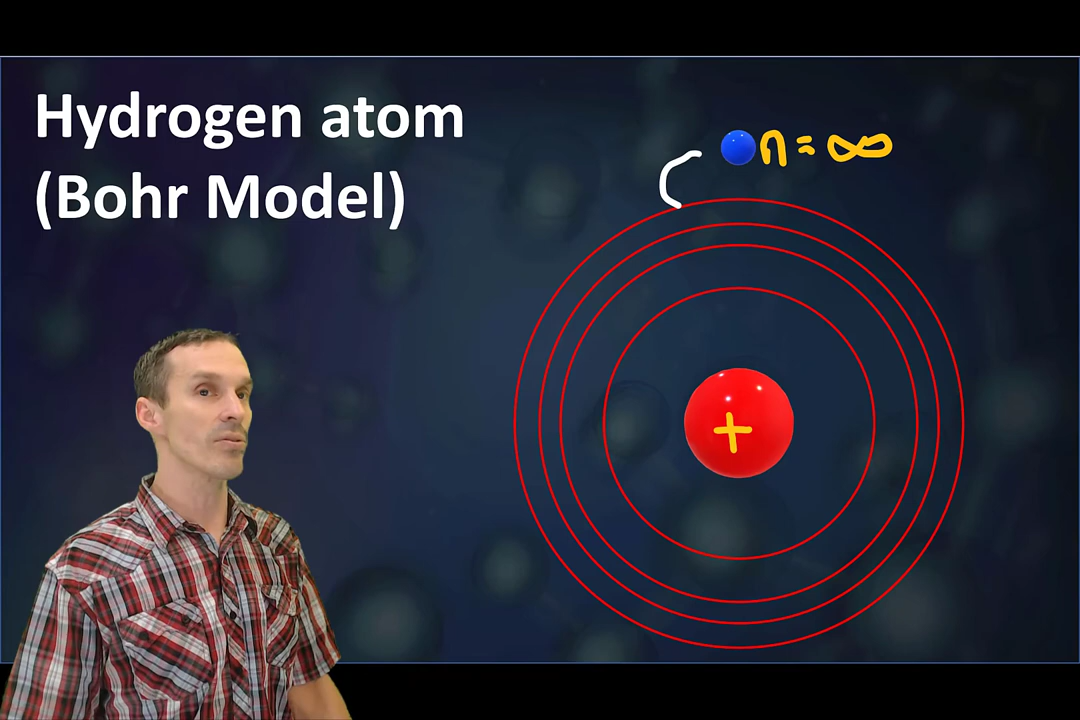 Hydrogen atom
(Bohr Model)
n = ∞
+